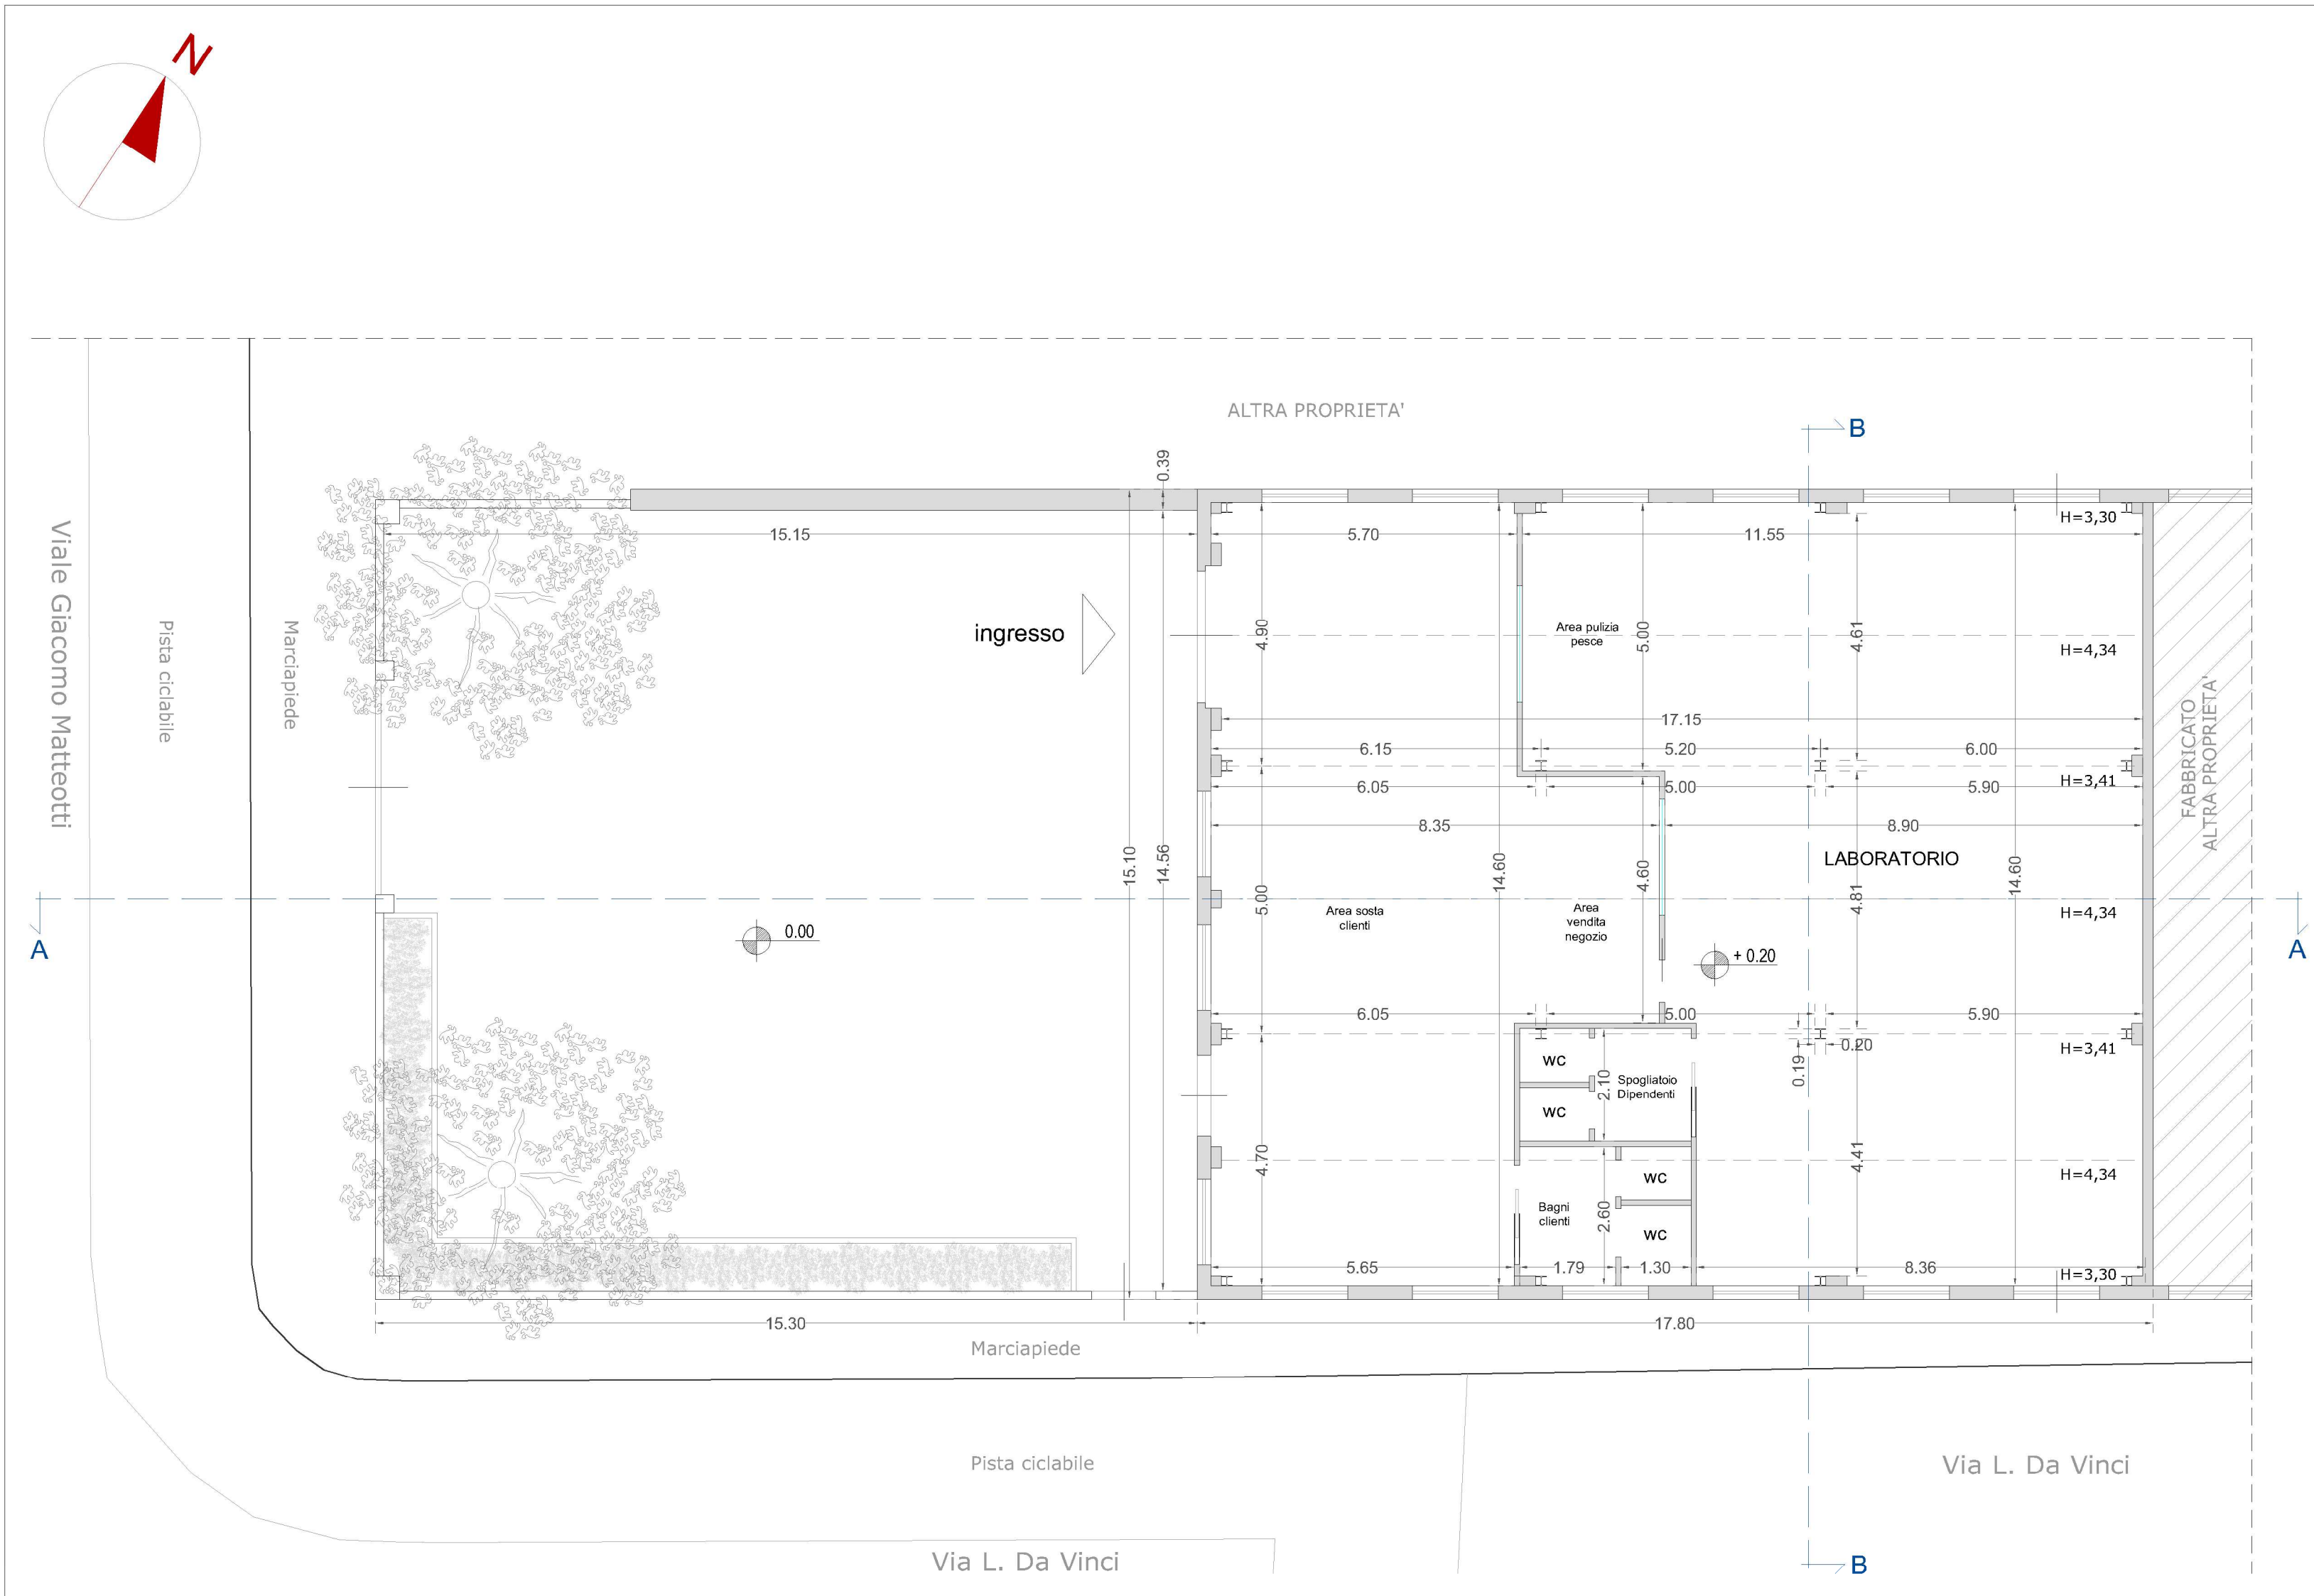 N
ALTRA PROPRIETA'
B
0.39
H=3,30
15.15
5.70
11.55
Viale Giacomo Matteotti
Pista ciclabile
Marciapiede
ingresso
4.90
Area pulizia
pesce
5.00
4.61
H=4,34
FABBRICATO
ALTRA PROPRIETA'
17.15
6.15
5.20
6.00
6.05
5.00
5.90
H=3,41
8.35
8.90
15.10
14.56
14.60
4.60
LABORATORIO
14.60
5.00
Area sosta
clienti
Area
vendita
negozio
4.81
H=4,34
A
0.00
+ 0.20
A
6.05
5.00
5.90
0.20
H=3,41
0.19
WC
2.10
Spogliatoio
Dipendenti
WC
4.70
4.41
WC
H=4,34
Bagni
clienti
2.60
WC
5.65
1.79
1.30
8.36
H=3,30
15.30
17.80
Marciapiede
Pista ciclabile
Via L. Da Vinci
Via L. Da Vinci
B